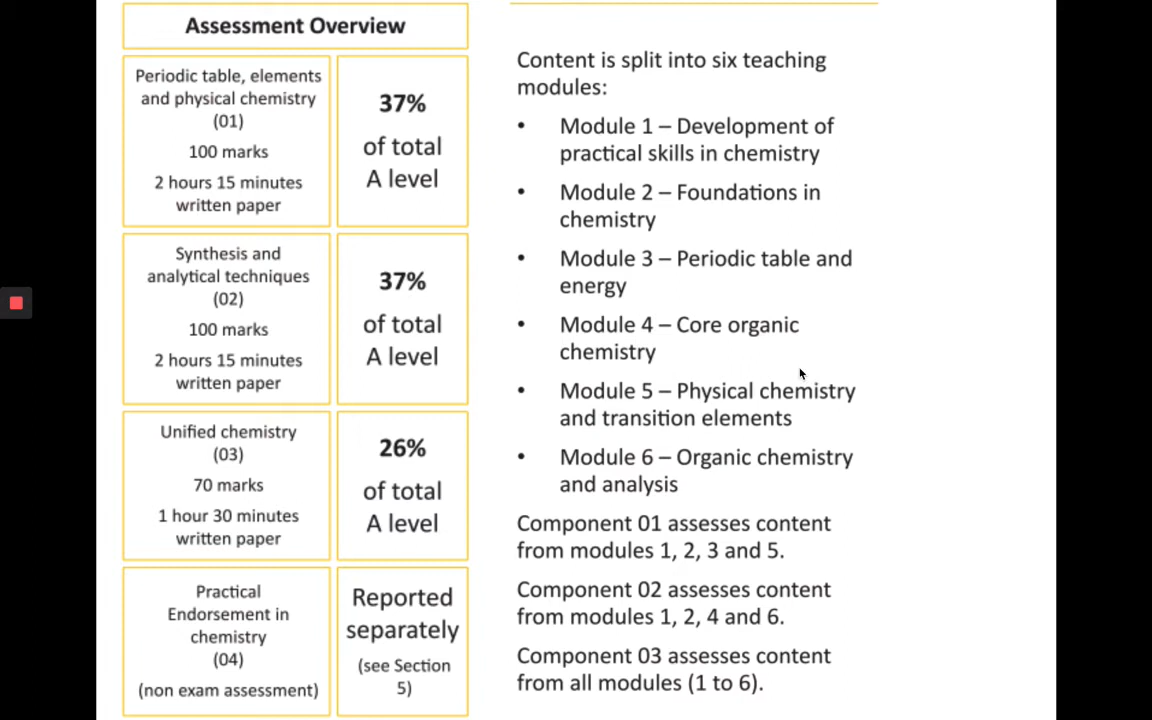 Assessment Overview
Periodic table, elements
and physical chemistry
(01)
100 marks
2 hours 15 minutes
written paper
37%
of total
A level
Synthesis and
analytical techniques
(02)
100 marks
2 hours 15 minutes
written paper
37%
of total
A level
Unified chemistry
(03)
70 marks
1 hour 30 minutes
written paper
26%
of total
A level
Practical
Endorsement in
chemistry
(04)
(non exam assessment)
Reported
separately
(see Section
5)
Content is split into six teaching
modules:
• Module 1 – Development of
practical skills in chemistry
• Module 2 – Foundations in
chemistry
• Module 3 – Periodic table and
energy
• Module 4 – Core organic
chemistry
• Module 5 – Physical chemistry
and transition elements
• Module 6 – Organic chemistry
and analysis
Component 01 assesses content
from modules 1, 2, 3 and 5.
Component 02 assesses content
from modules 1, 2, 4 and 6.
Component 03 assesses content
from all modules (1 to 6).